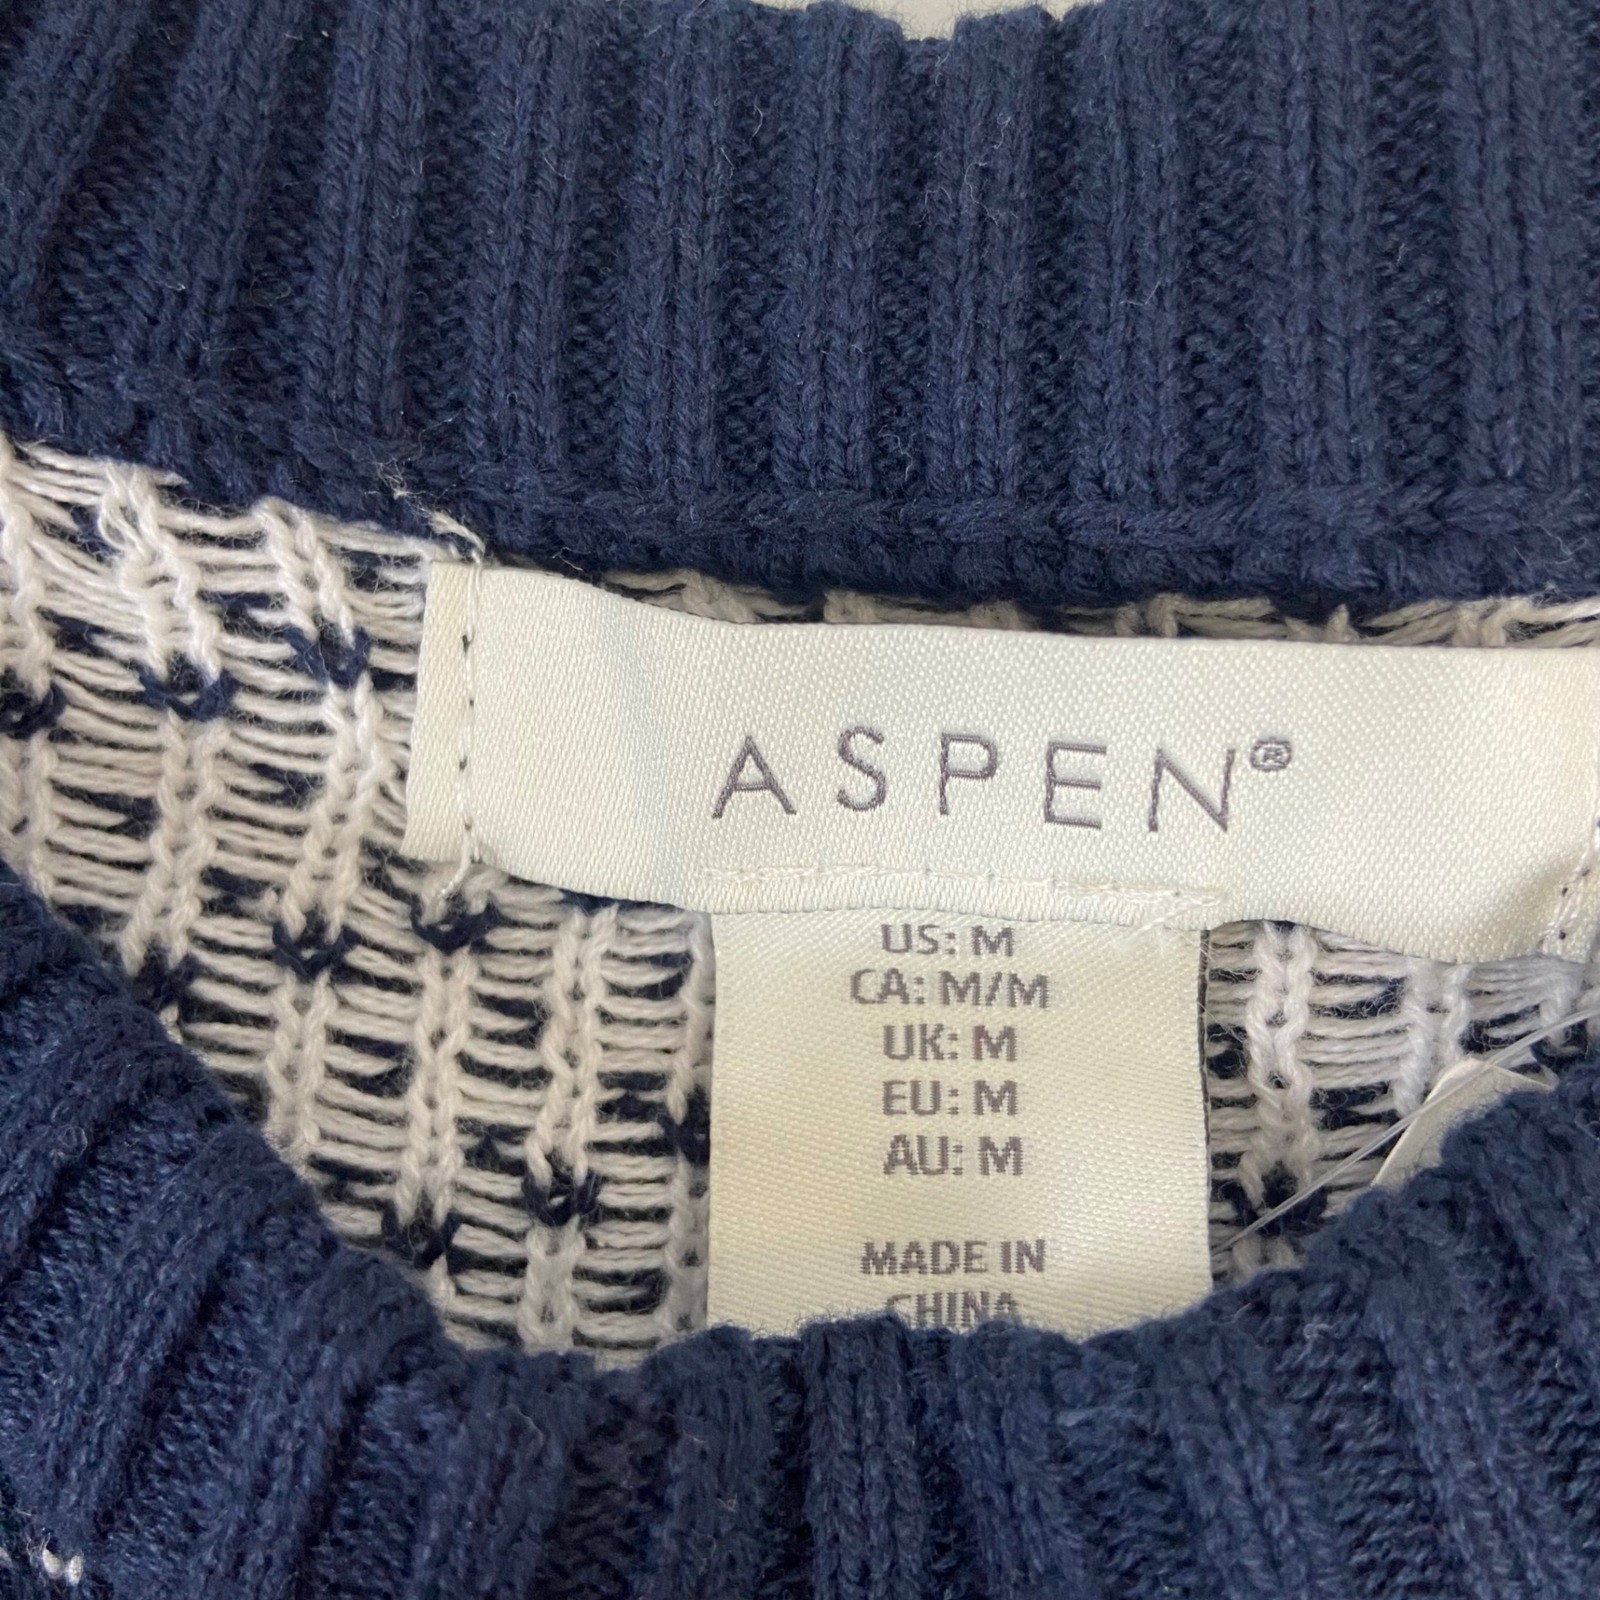 ASPEN®
US: M
CA: M/M
UK: M
EU: M
AU: M
MADE IN
CHINA